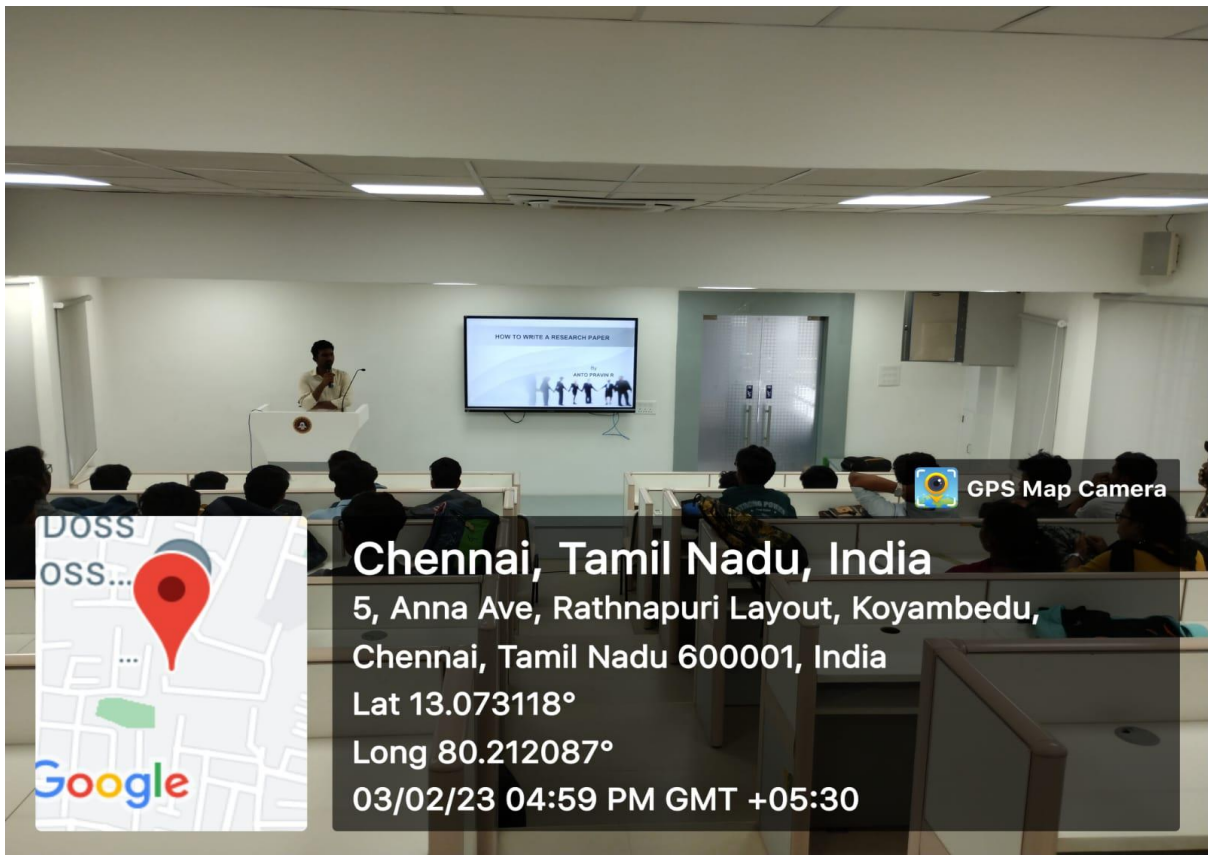 HOW TO WRITE A RESEARCH PAPER
By
ANTO PRAVIN R
GPS Map Camera
Doss
oss...
...
Google
Chennai, Tamil Nadu, India
5, Anna Ave, Rathnapuri Layout, Koyambedu,
Chennai, Tamil Nadu 600001, India
Lat 13.073118°
Long 80.212087°
03/02/23 04:59 PM GMT +05:30